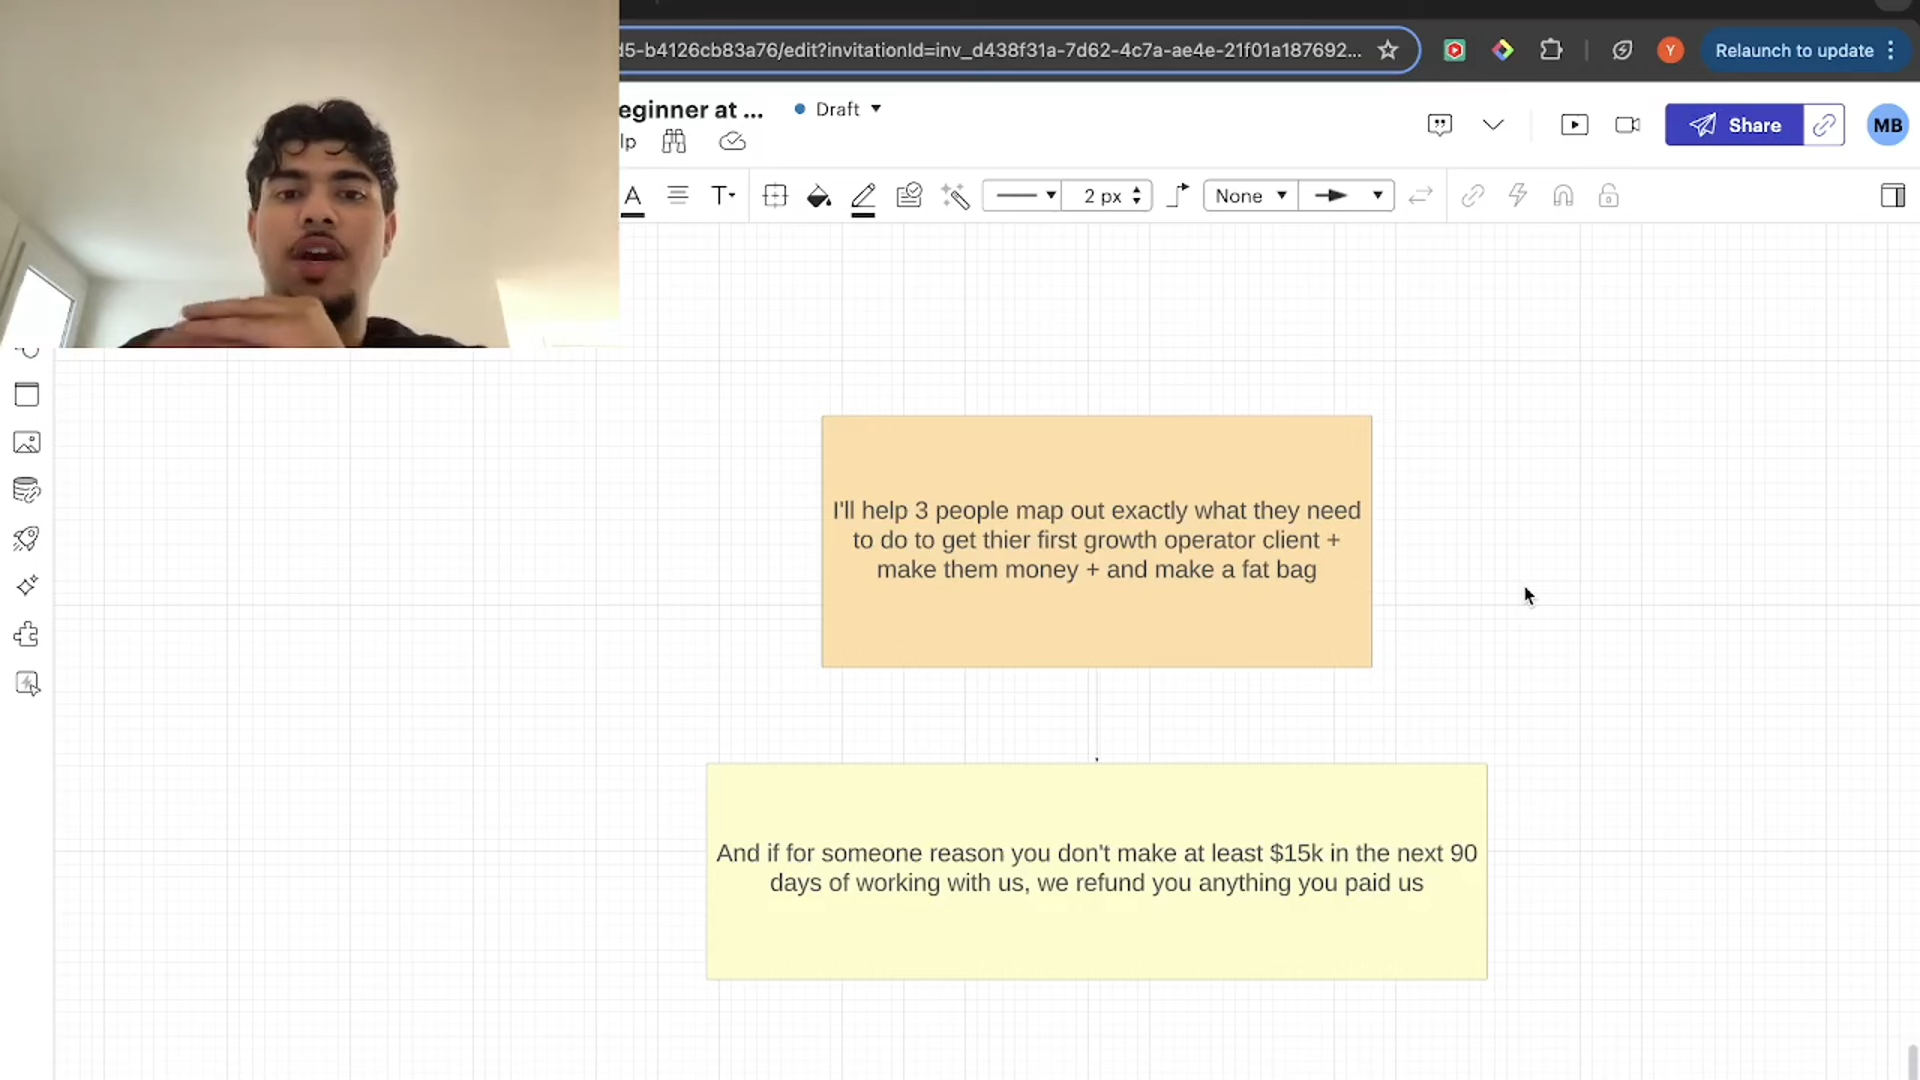 d5-b4126cb83a76/edit?invitationId=inv_d438f31a-7d62-4c7a-ae4e-21f01a187692...
Y
Relaunch to update
eginner at ...
Draft
lp
Share
MB
A
T
2 px
None
I'll help 3 people map out exactly what they need
to do to get thier first growth operator client +
make them money + and make a fat bag
And if for someone reason you don't make at least $15k in the next 90
days of working with us, we refund you anything you paid us